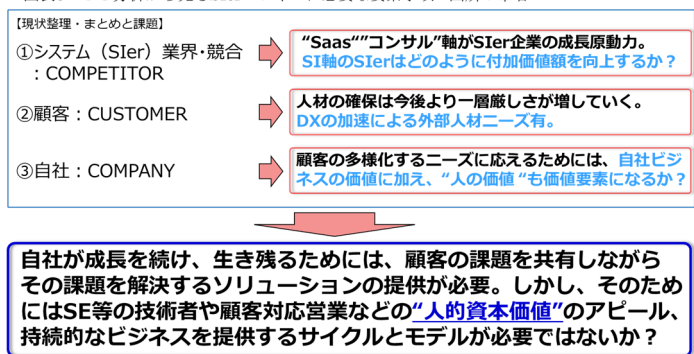 【現状整理・まとめと課題】
①システム（SIer）業界・競合
：COMPETITOR
“Saas””コンサル”軸がSIer企業の成長原動力。
SI軸のSIerはどのように付加価値額を向上するか？
②顧客：CUSTOMER
人材の確保は今後より一層厳しさが増していく。
DXの加速による外部人材ニーズ有。
③自社：COMPANY
顧客の多様化するニーズに応えるためには、自社ビジ
ネスの価値に加え、“人の価値“も価値要素になるか？
自社が成長を続け、生き残るためには、顧客の課題を共有しながら
その課題を解決するソリューションの提供が必要。しかし、そのため
にはSE等の技術者や顧客対応営業などの“人的資本価値”のアピール、
持続的なビジネスを提供するサイクルとモデルが必要ではないか？